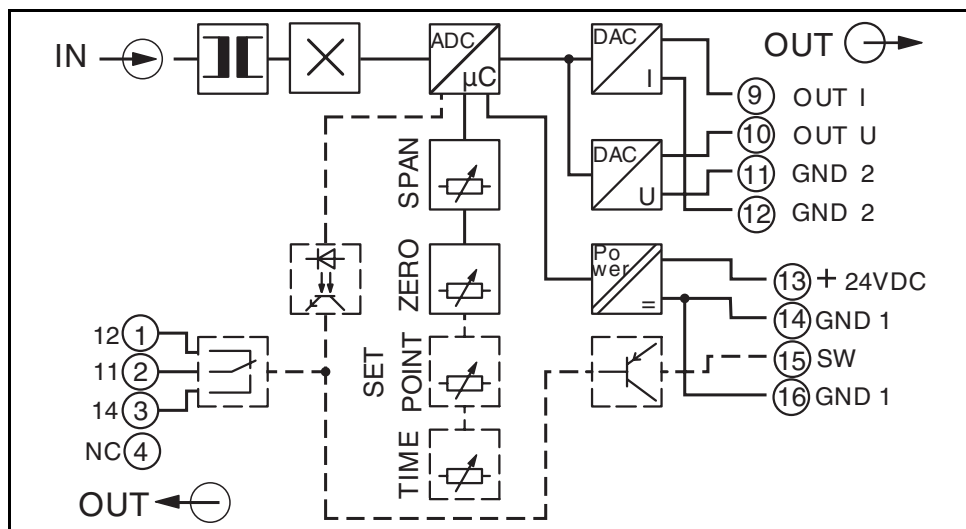 IN
ADC
µC
DAC
I
OUT
9 OUT I
10 OUT U
DAC
U
11 GND 2
12 GND 2
SPAN
ZERO
Po
wer
=
13 + 24VDC
14 GND 1
15 SW
16 GND 1
SET
POINT
TIME
12 1
11 2
14 3
NC 4
OUT